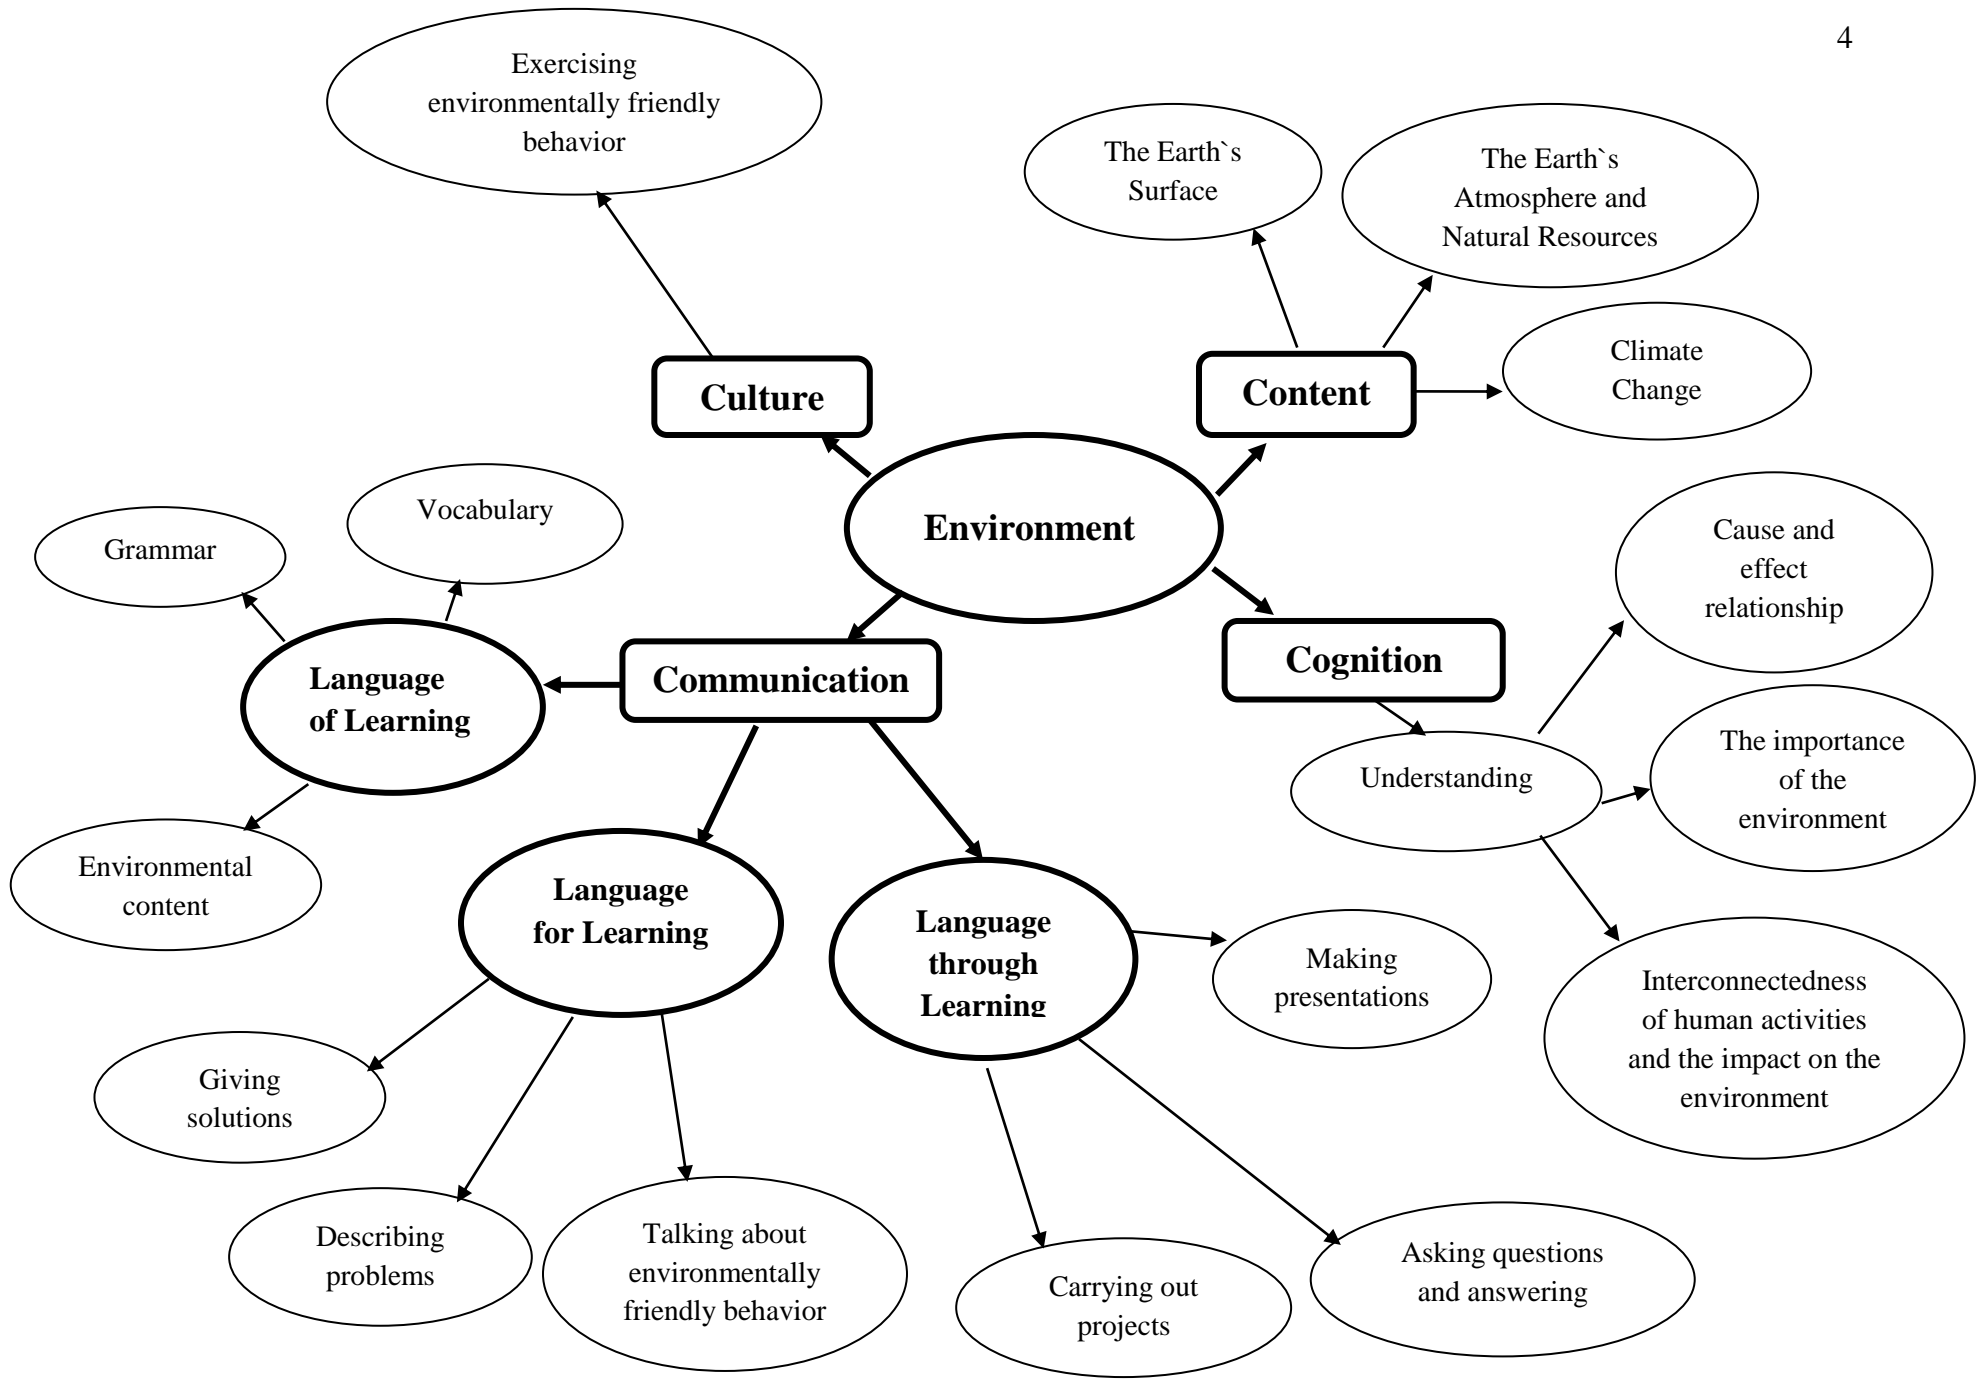 4
Exercising
environmentally friendly
behavior
The Earth`s
Surface
The Earth`s
Atmosphere and
Natural Resources
Climate
Change
Culture
Content
Environment
Vocabulary
Grammar
Cause and
effect
relationship
Language
of Learning
Communication
Cognition
Understanding
The importance
of the
environment
Environmental
content
Language
for Learning
Language
through
Learning
Making
presentations
Interconnectedness
of human activities
and the impact on the
environment
Giving
solutions
Describing
problems
Talking about
environmentally
friendly behavior
Carrying out
projects
Asking questions
and answering